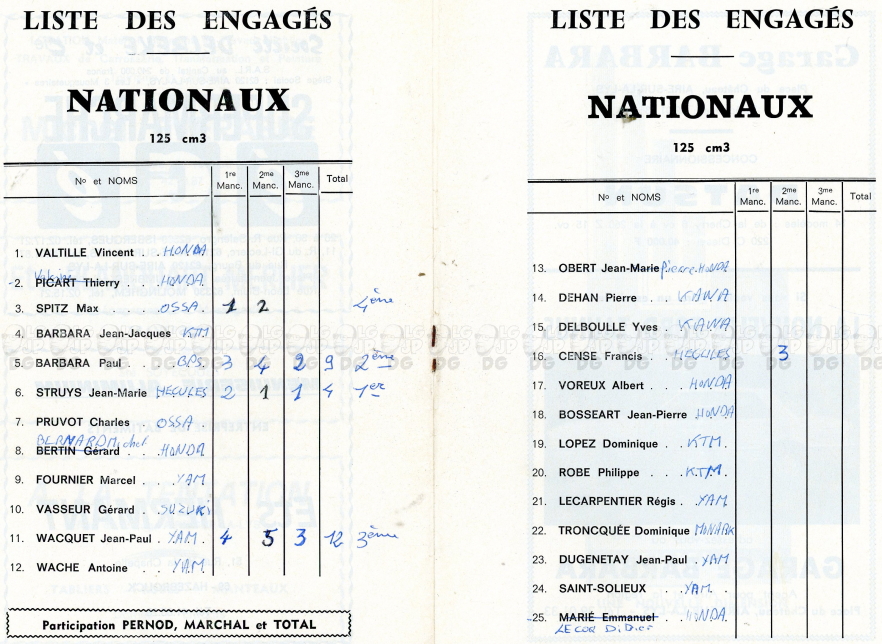 LISTE DES ENGAGÉS
NATIONAUX
125 cm3
No et NOMS 1re Manc. 2me Manc. 3me Manc. Total
1. VALTILLE Vincent . HONDA
2. PICART Thierry . HONDA
3. SPITZ Max . OSSA. 1 2 4ème
4. BARBARA Jean-Jacques KTM
5. BARBARA Paul . . GPS. 3 4 2 9 2ème
6. STRUYS Jean-Marie HECULES 2 1 1 4 1er
7. PRUVOT Charles . OSSA
BERNARD Michel
8. BERTIN Gérard . . HONDA
9. FOURNIER Marcel . YAM
10. VASSEUR Gérard . SUZUKI
11. WACQUET Jean-Paul . YAM. 4 5 3 12 3ème
12. WACHE Antoine . YAM.
Participation PERNOD, MARCHAL et TOTAL
LISTE DES ENGAGÉS
NATIONAUX
125 cm3
No et NOMS 1re Manc. 2me Manc. 3me Manc. Total
13. OBERT Jean-Marie Pierre HONDA
14. DEHAN Pierre . . KAWA
15. DELBOULLE Yves . KAWA
16. CENSE Francis . HECULES 3
17. VOREUX Albert . HONDA
18. BOSSEART Jean-Pierre HONDA
19. LOPEZ Dominique . KTM.
20. ROBE Philippe . . KTM.
21. LECARPENTIER Régis . YAM.
22. TRONCQUÉE Dominique MONARK
23. DUGENETAY Jean-Paul . YAM
24. SAINT-SOLIEUX . YAM.
25. MARIÉ Emmanuel . HONDA
LECOQ Didier